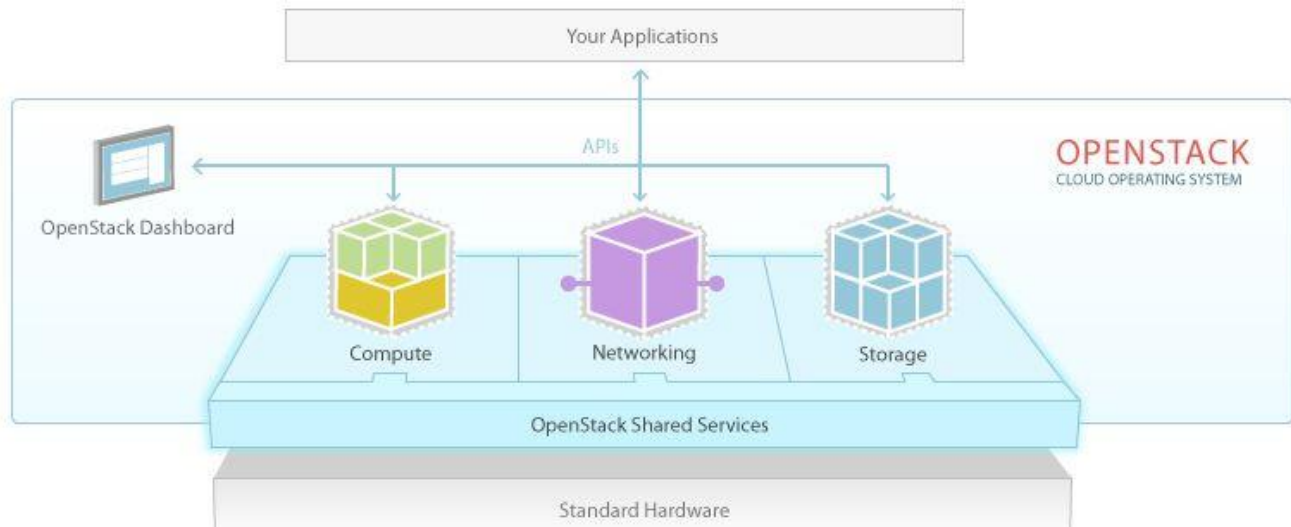 Your Applications
APIs
OPENSTACK
CLOUD OPERATING SYSTEM
OpenStack Dashboard
Compute
Networking
Storage
OpenStack Shared Services
Standard Hardware